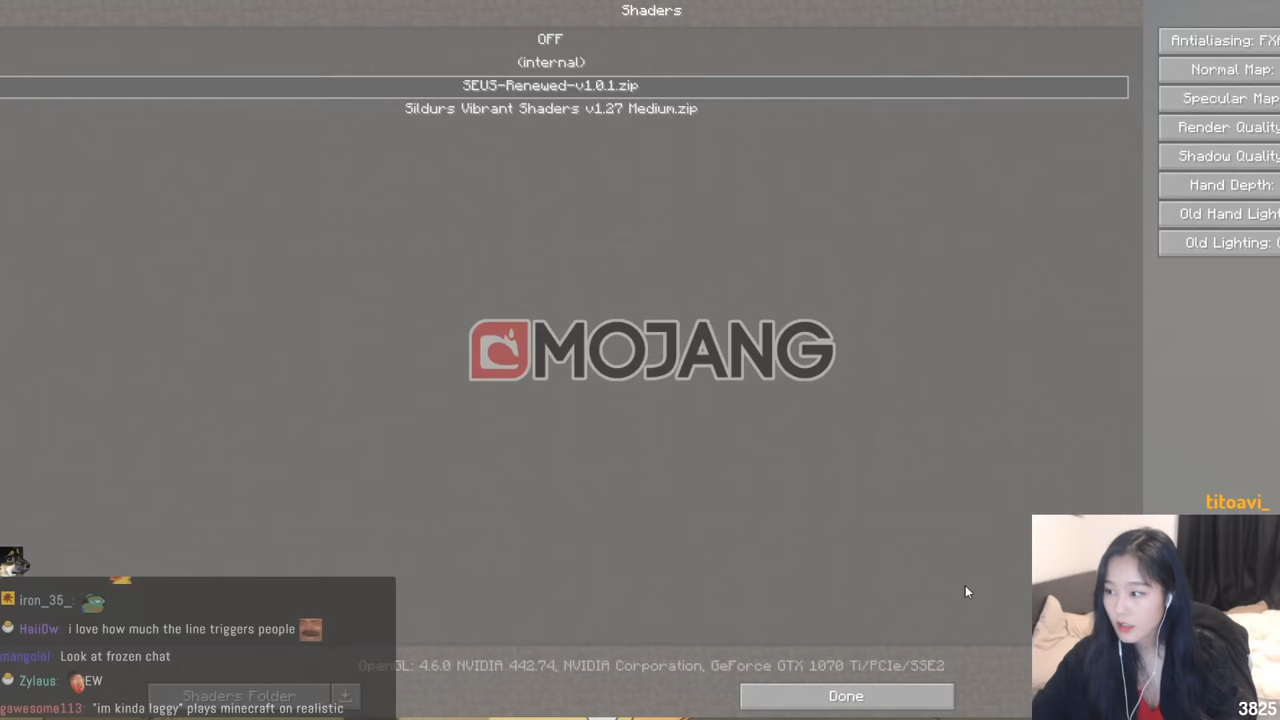 Shaders
OFF
(internal)
SEUS-Renewed-v1.0.1.zip
Sildurs Vibrant Shaders v1.27 Medium.zip
Antialiasing: FX
Normal Map:
Specular Map
Render Quality
Shadow Quality
Hand Depth:
Old Hand Light
Old Lighting:
MOJANG
titoavi_
iron_35_:
HaiiDw: i love how much the line triggers people
mangolol Look at frozen chat
Zylaus: EW
gawesome113: "im kinda laggy" plays minecraft on realistic
OpenGL: 4.6.0 NVIDIA 442.74, NVIDIA Corporation, GeForce GTX 1070 Ti/PCIe/SSE2
Shaders Folder
Done
3825